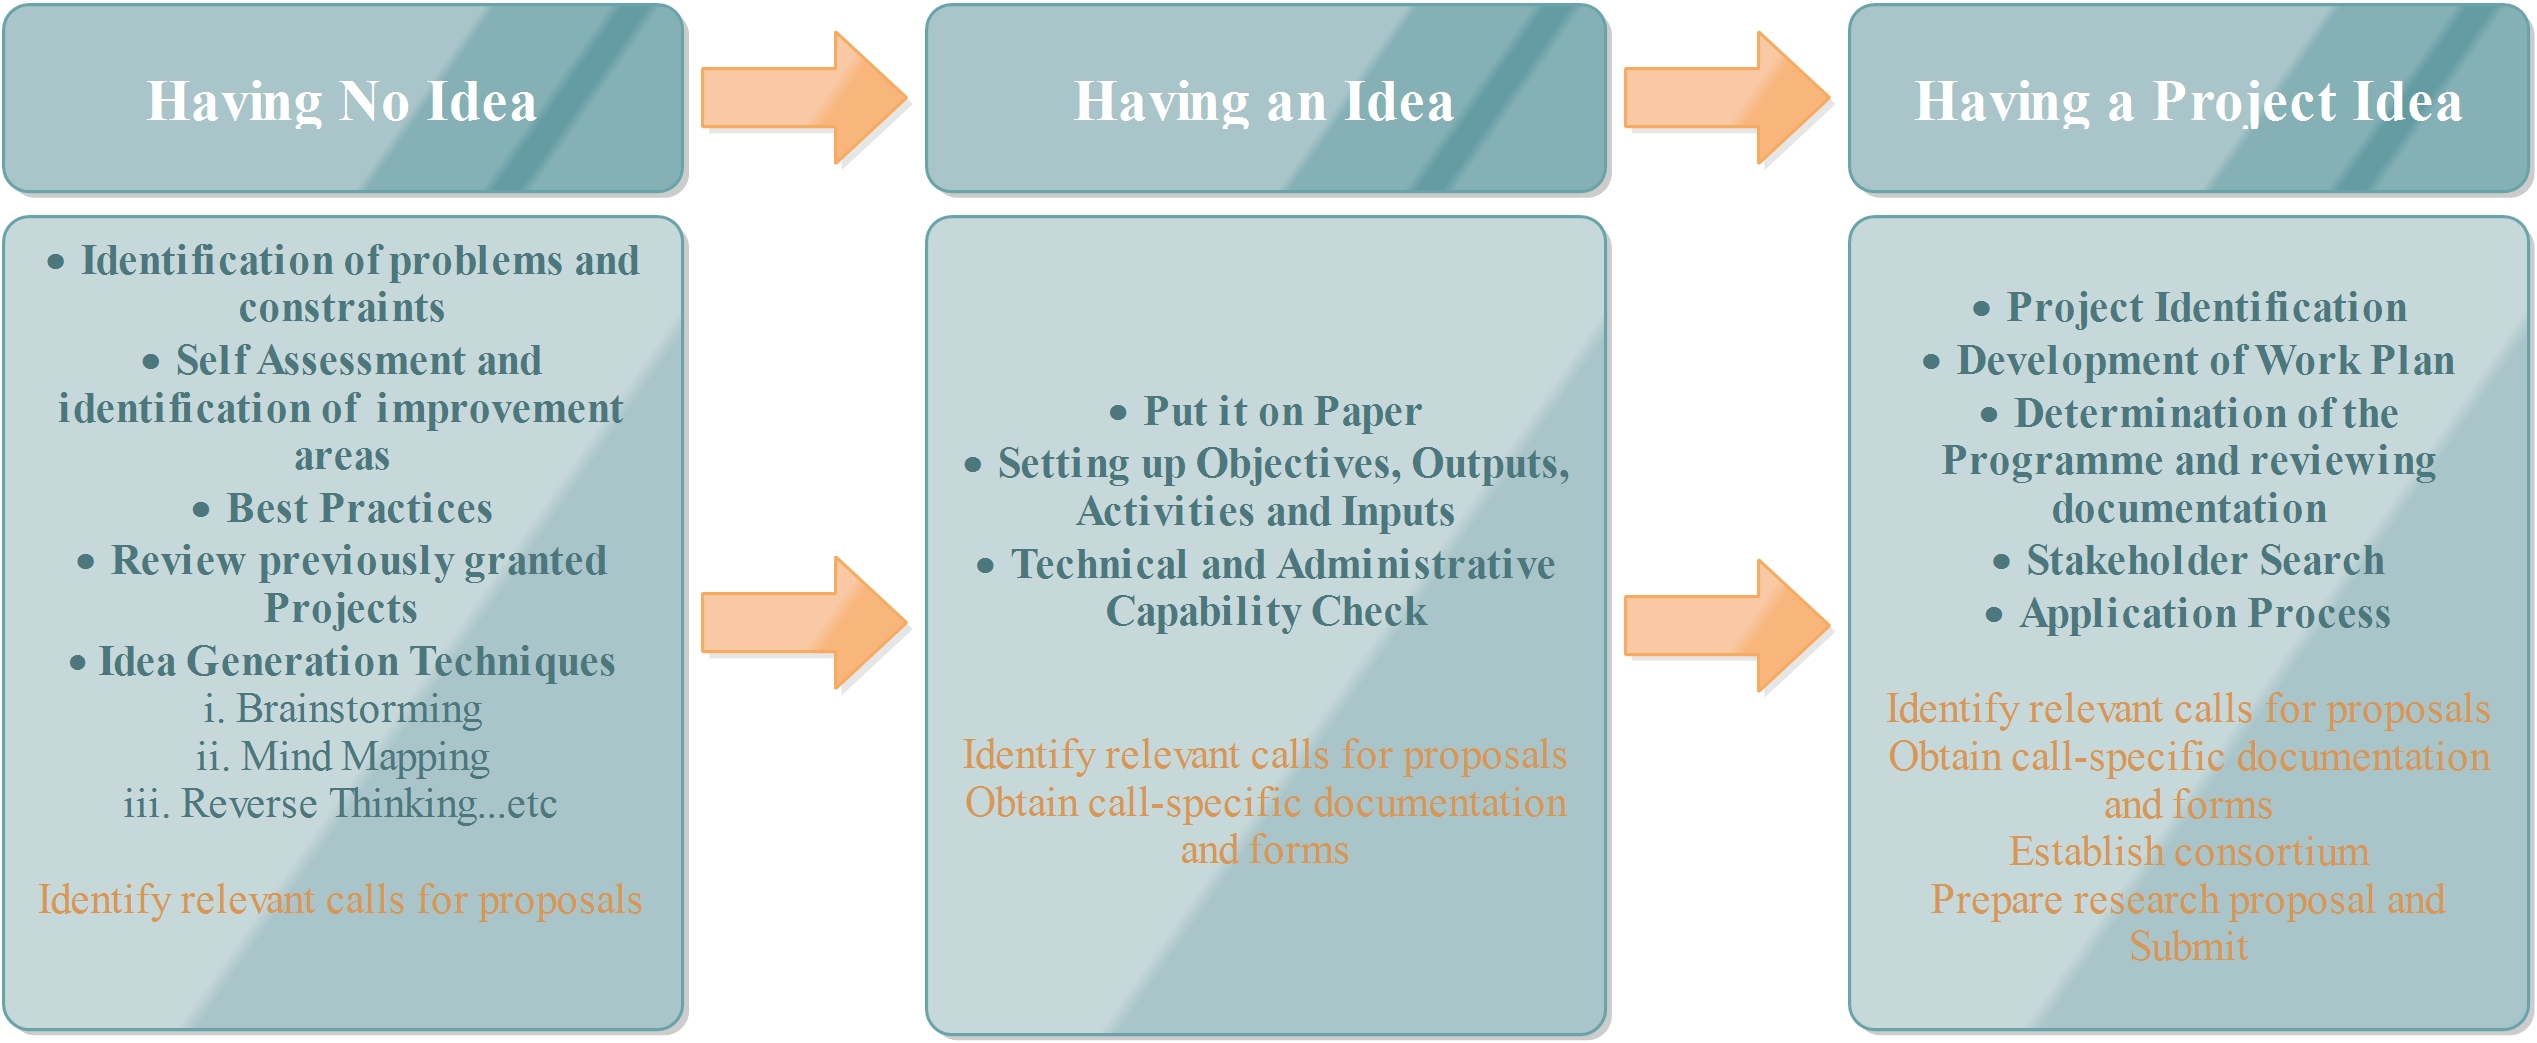 Having No Idea
Having an Idea
Having a Project Idea
• Identification of problems and
constraints
• Self Assessment and
identification of improvement
areas
• Best Practices
• Review previously granted
Projects
• Idea Generation Techniques
i. Brainstorming
ii. Mind Mapping
iii. Reverse Thinking...etc
Identify relevant calls for proposals
• Put it on Paper
• Setting up Objectives, Outputs,
Activities and Inputs
• Technical and Administrative
Capability Check
Identify relevant calls for proposals
Obtain call-specific documentation
and forms
• Project Identification
• Development of Work Plan
• Determination of the
Programme and reviewing
documentation
• Stakeholder Search
• Application Process
Identify relevant calls for proposals
Obtain call-specific documentation
and forms
Establish consortium
Prepare research proposal and
Submit